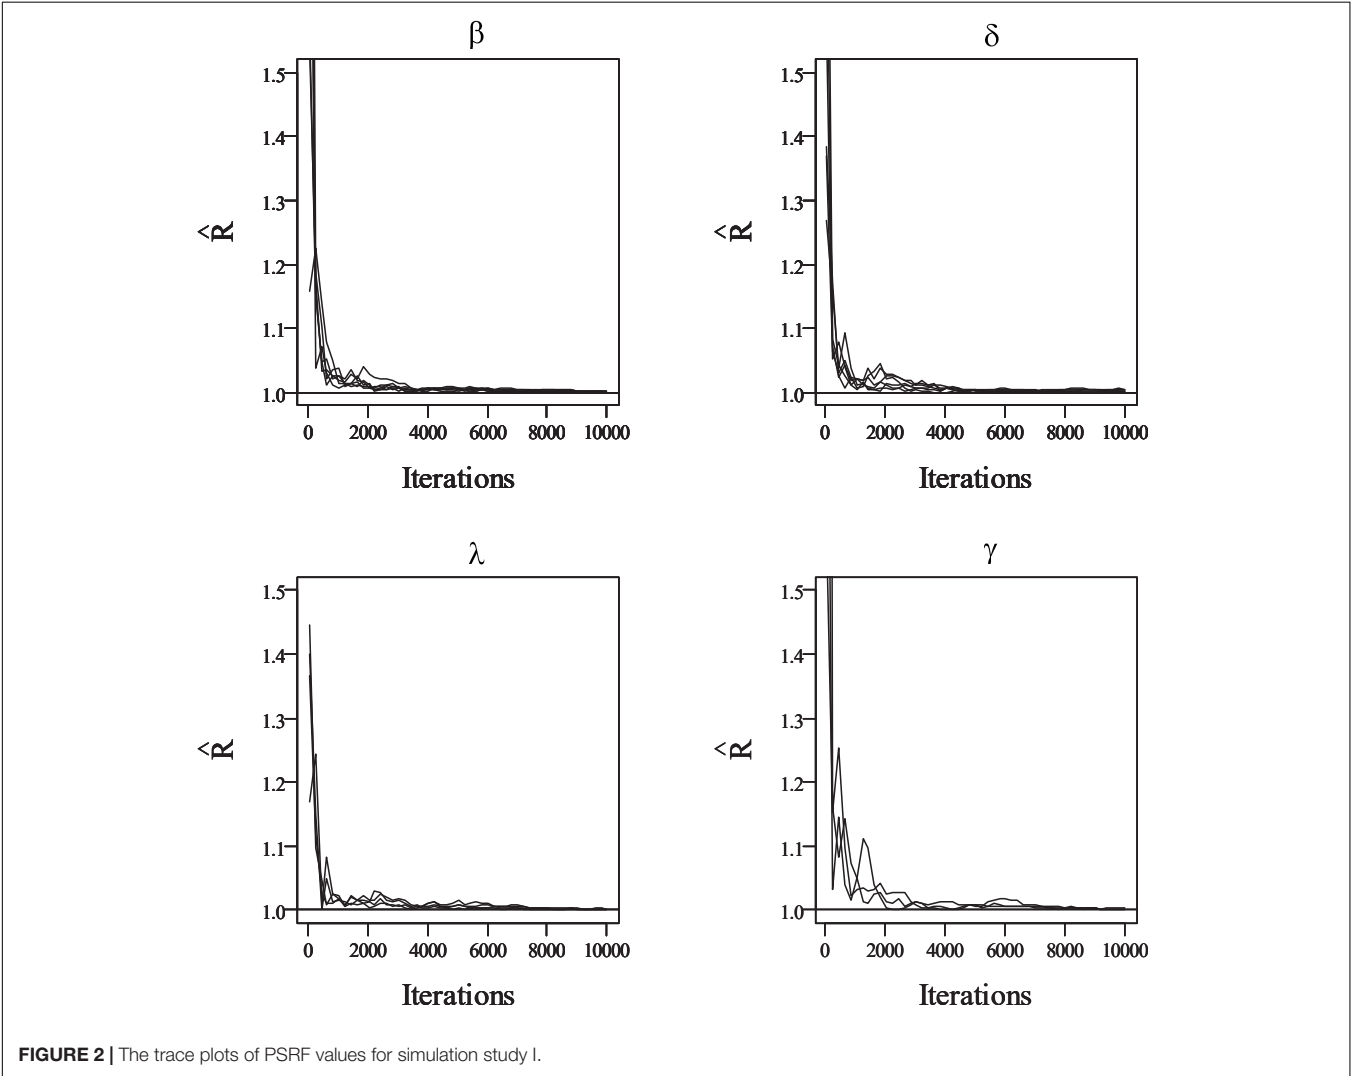 β
δ
1.5
1.4
1.3
1.2
1.1
1.0
R̂
0 2000 4000 6000 8000 10000
Iterations
1.5
1.4
1.3
1.2
1.1
1.0
R̂
0 2000 4000 6000 8000 10000
Iterations
λ
γ
1.5
1.4
1.3
1.2
1.1
1.0
R̂
0 2000 4000 6000 8000 10000
Iterations
1.5
1.4
1.3
1.2
1.1
1.0
R̂
0 2000 4000 6000 8000 10000
Iterations
FIGURE 2 | The trace plots of PSRF values for simulation study I.